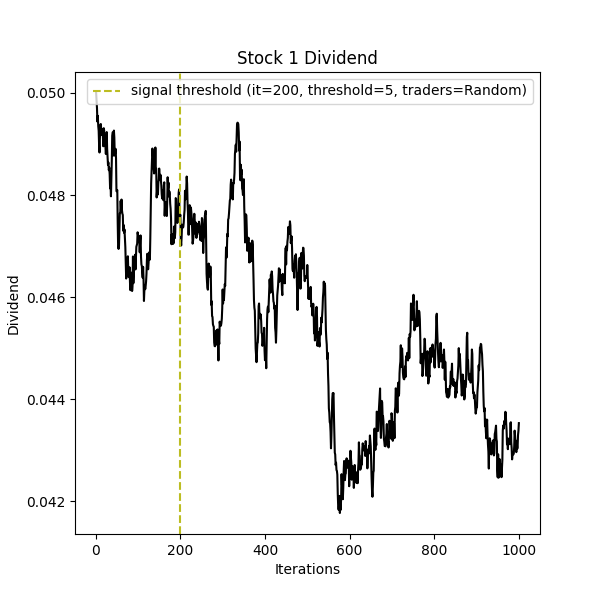 Stock 1 Dividend
signal threshold (it=200, threshold=5, traders=Random)
Dividend
0.050
0.048
0.046
0.044
0.042
0
200
400
600
800
1000
Iterations